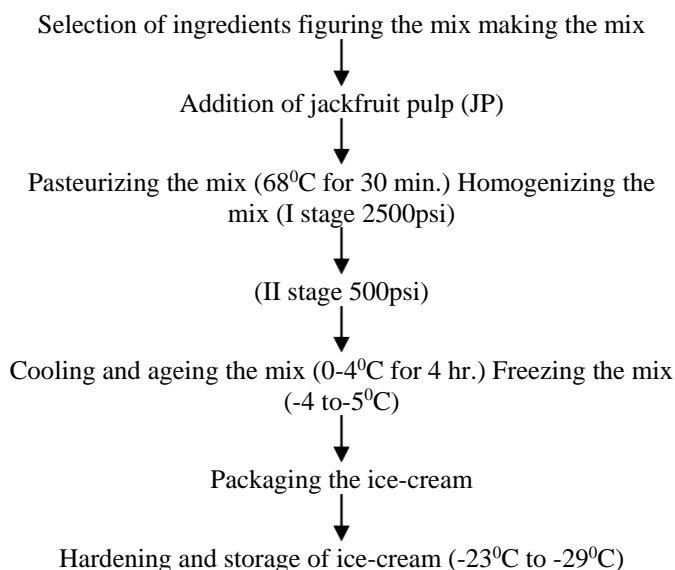 Selection of ingredients figuring the mix making the mix
Addition of jackfruit pulp (JP)
Pasteurizing the mix (68⁰C for 30 min.) Homogenizing the
mix (I stage 2500psi)
(II stage 500psi)
Cooling and ageing the mix (0-4⁰C for 4 hr.) Freezing the mix
(-4 to-5⁰C)
Packaging the ice-cream
Hardening and storage of ice-cream (-23⁰C to -29⁰C)